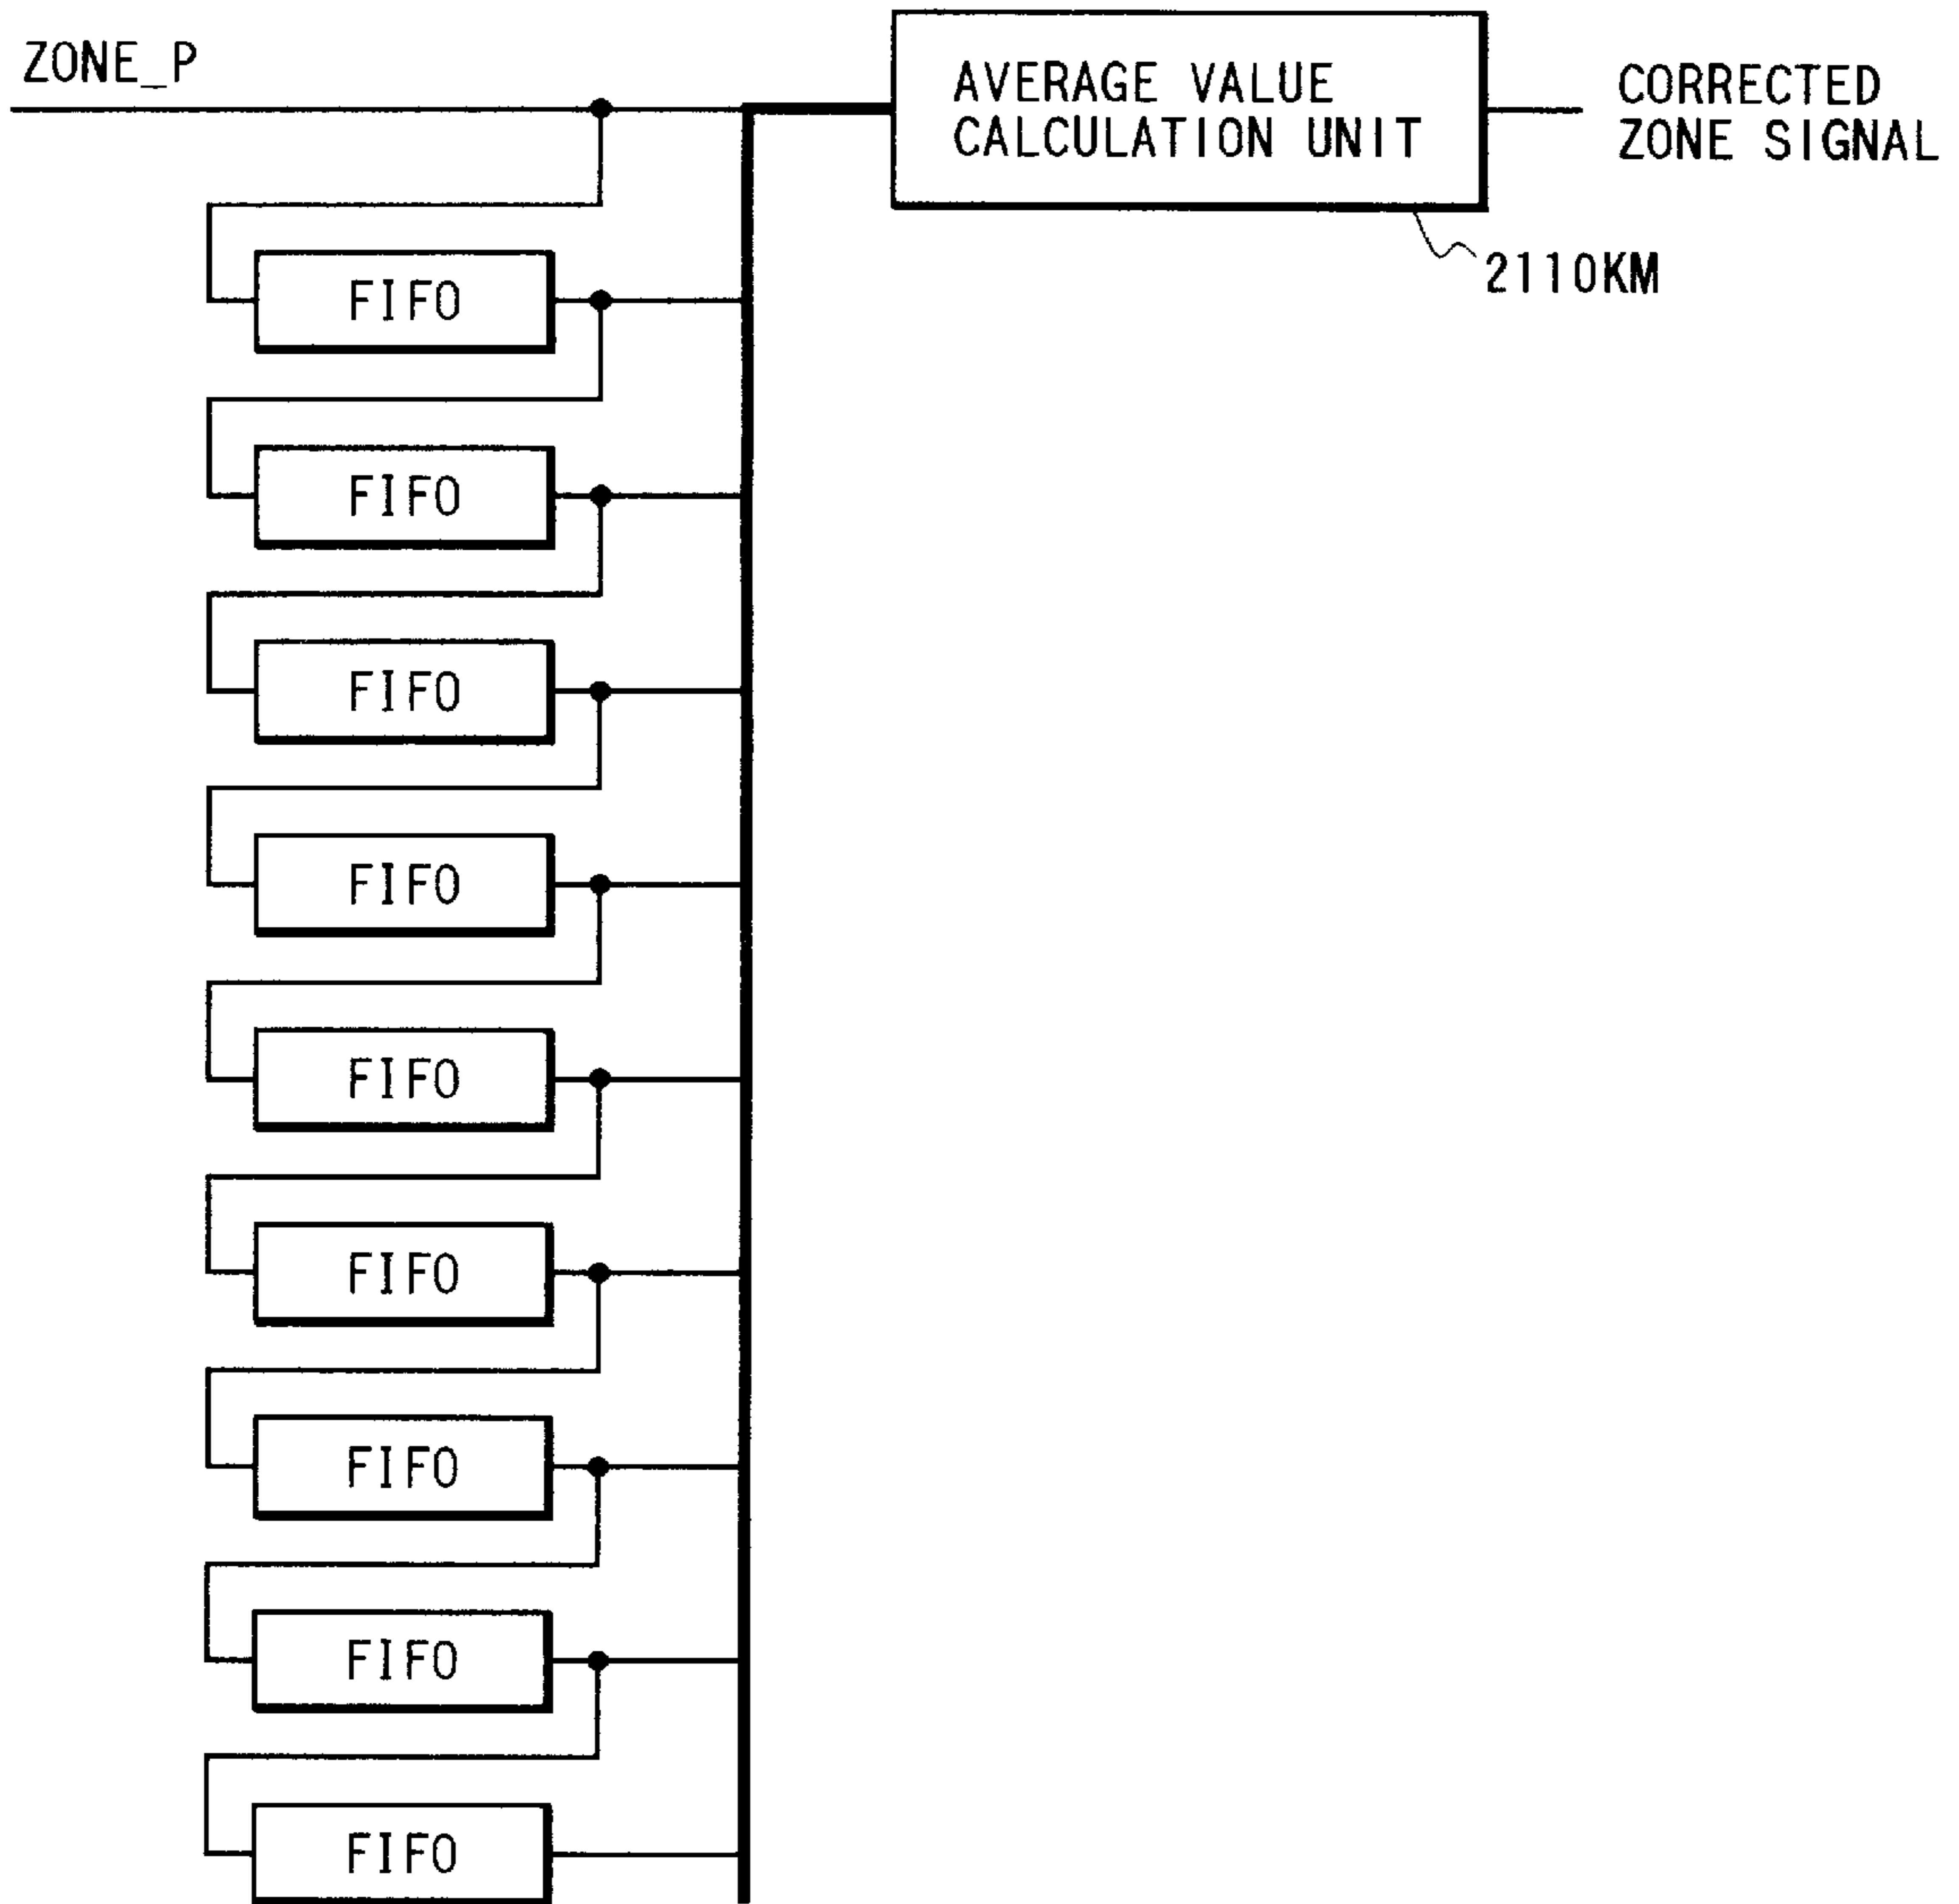 ZONE_P
AVERAGE VALUE
CALCULATION UNIT
CORRECTED
ZONE SIGNAL
2110KM
FIFO
FIFO
FIFO
FIFO
FIFO
FIFO
FIFO
FIFO
FIFO